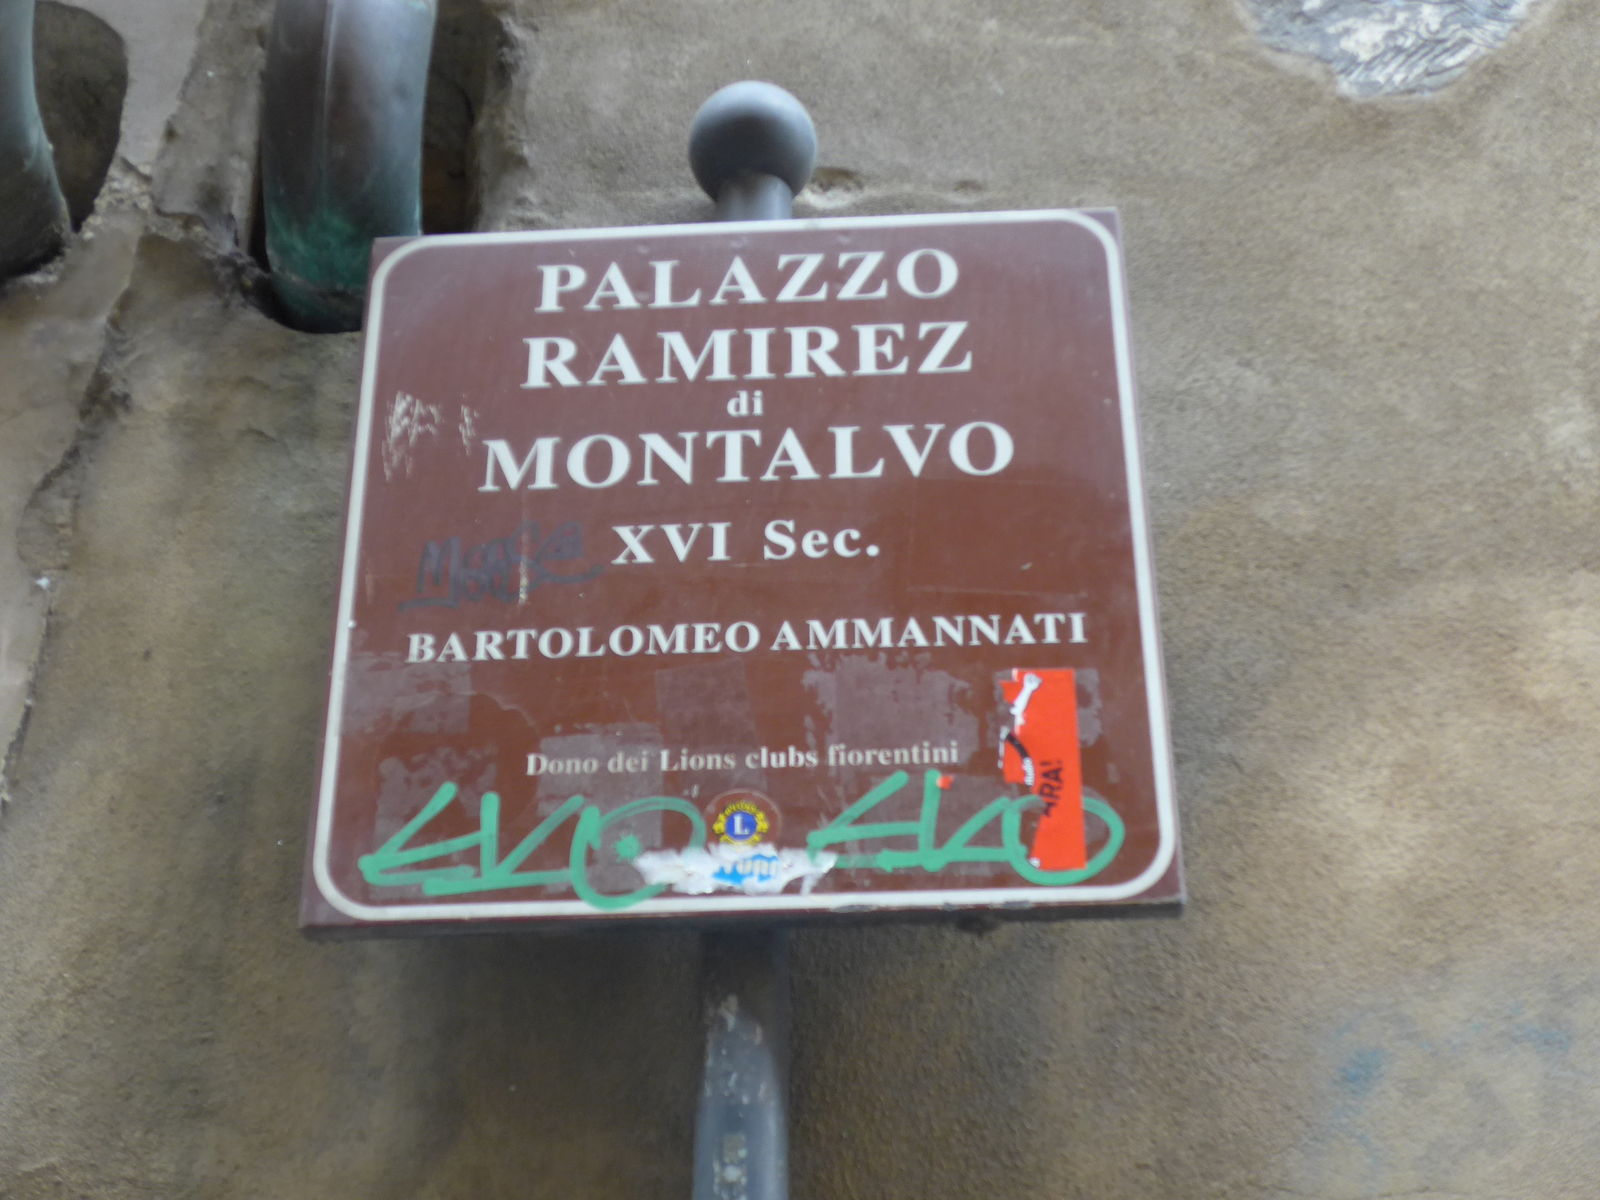 PALAZZO
RAMIREZ
di
MONTALVO
XVI Sec.
BARTOLOMEO AMMANNATI
Dono dei Lions clubs fiorentini
L